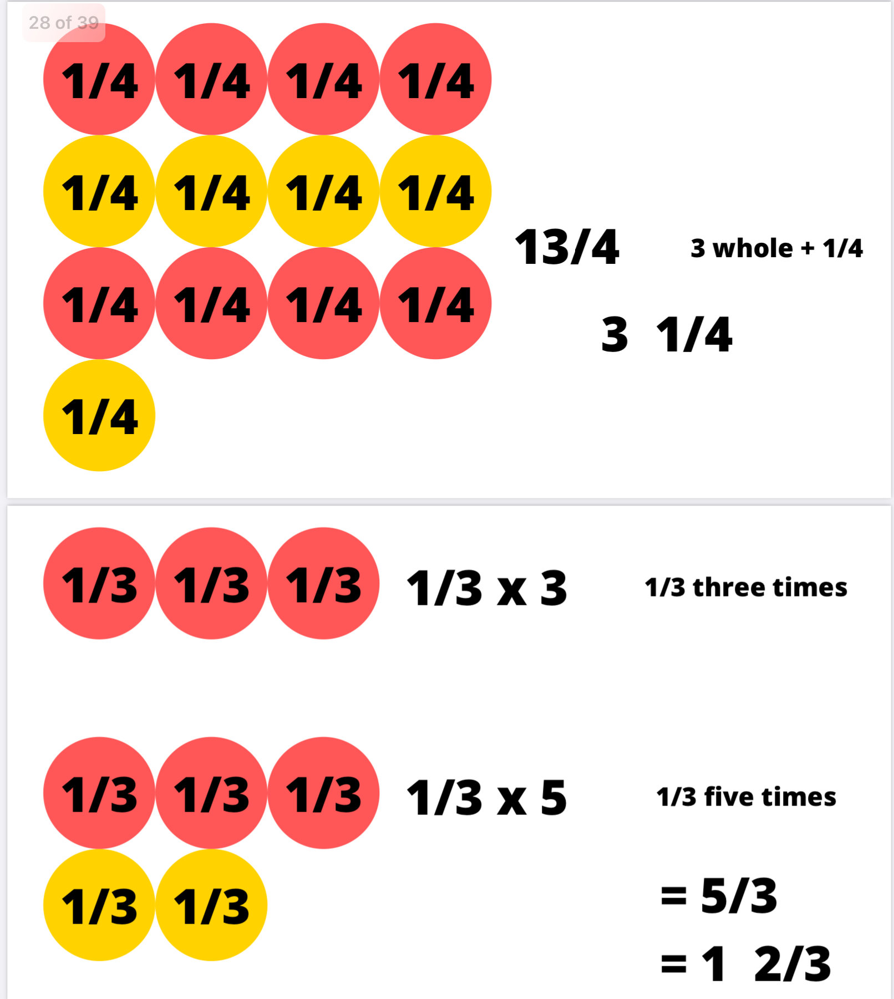 28 of 39
1/4 1/4 1/4 1/4
1/4 1/4 1/4 1/4
13/4 3 whole + 1/4
1/4 1/4 1/4 1/4
3 1/4
1/4
1/3 1/3 1/3 1/3 x 3 1/3 three times
1/3 1/3 1/3 1/3 x 5 1/3 five times
1/3 1/3
= 5/3
= 1 2/3